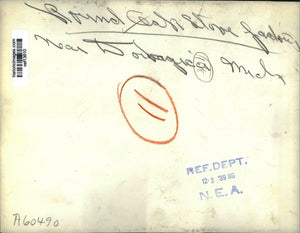 Round Oak Stove factory
near Dowagiac Mich
11
REF. DEPT.
N. E. A.
A60490